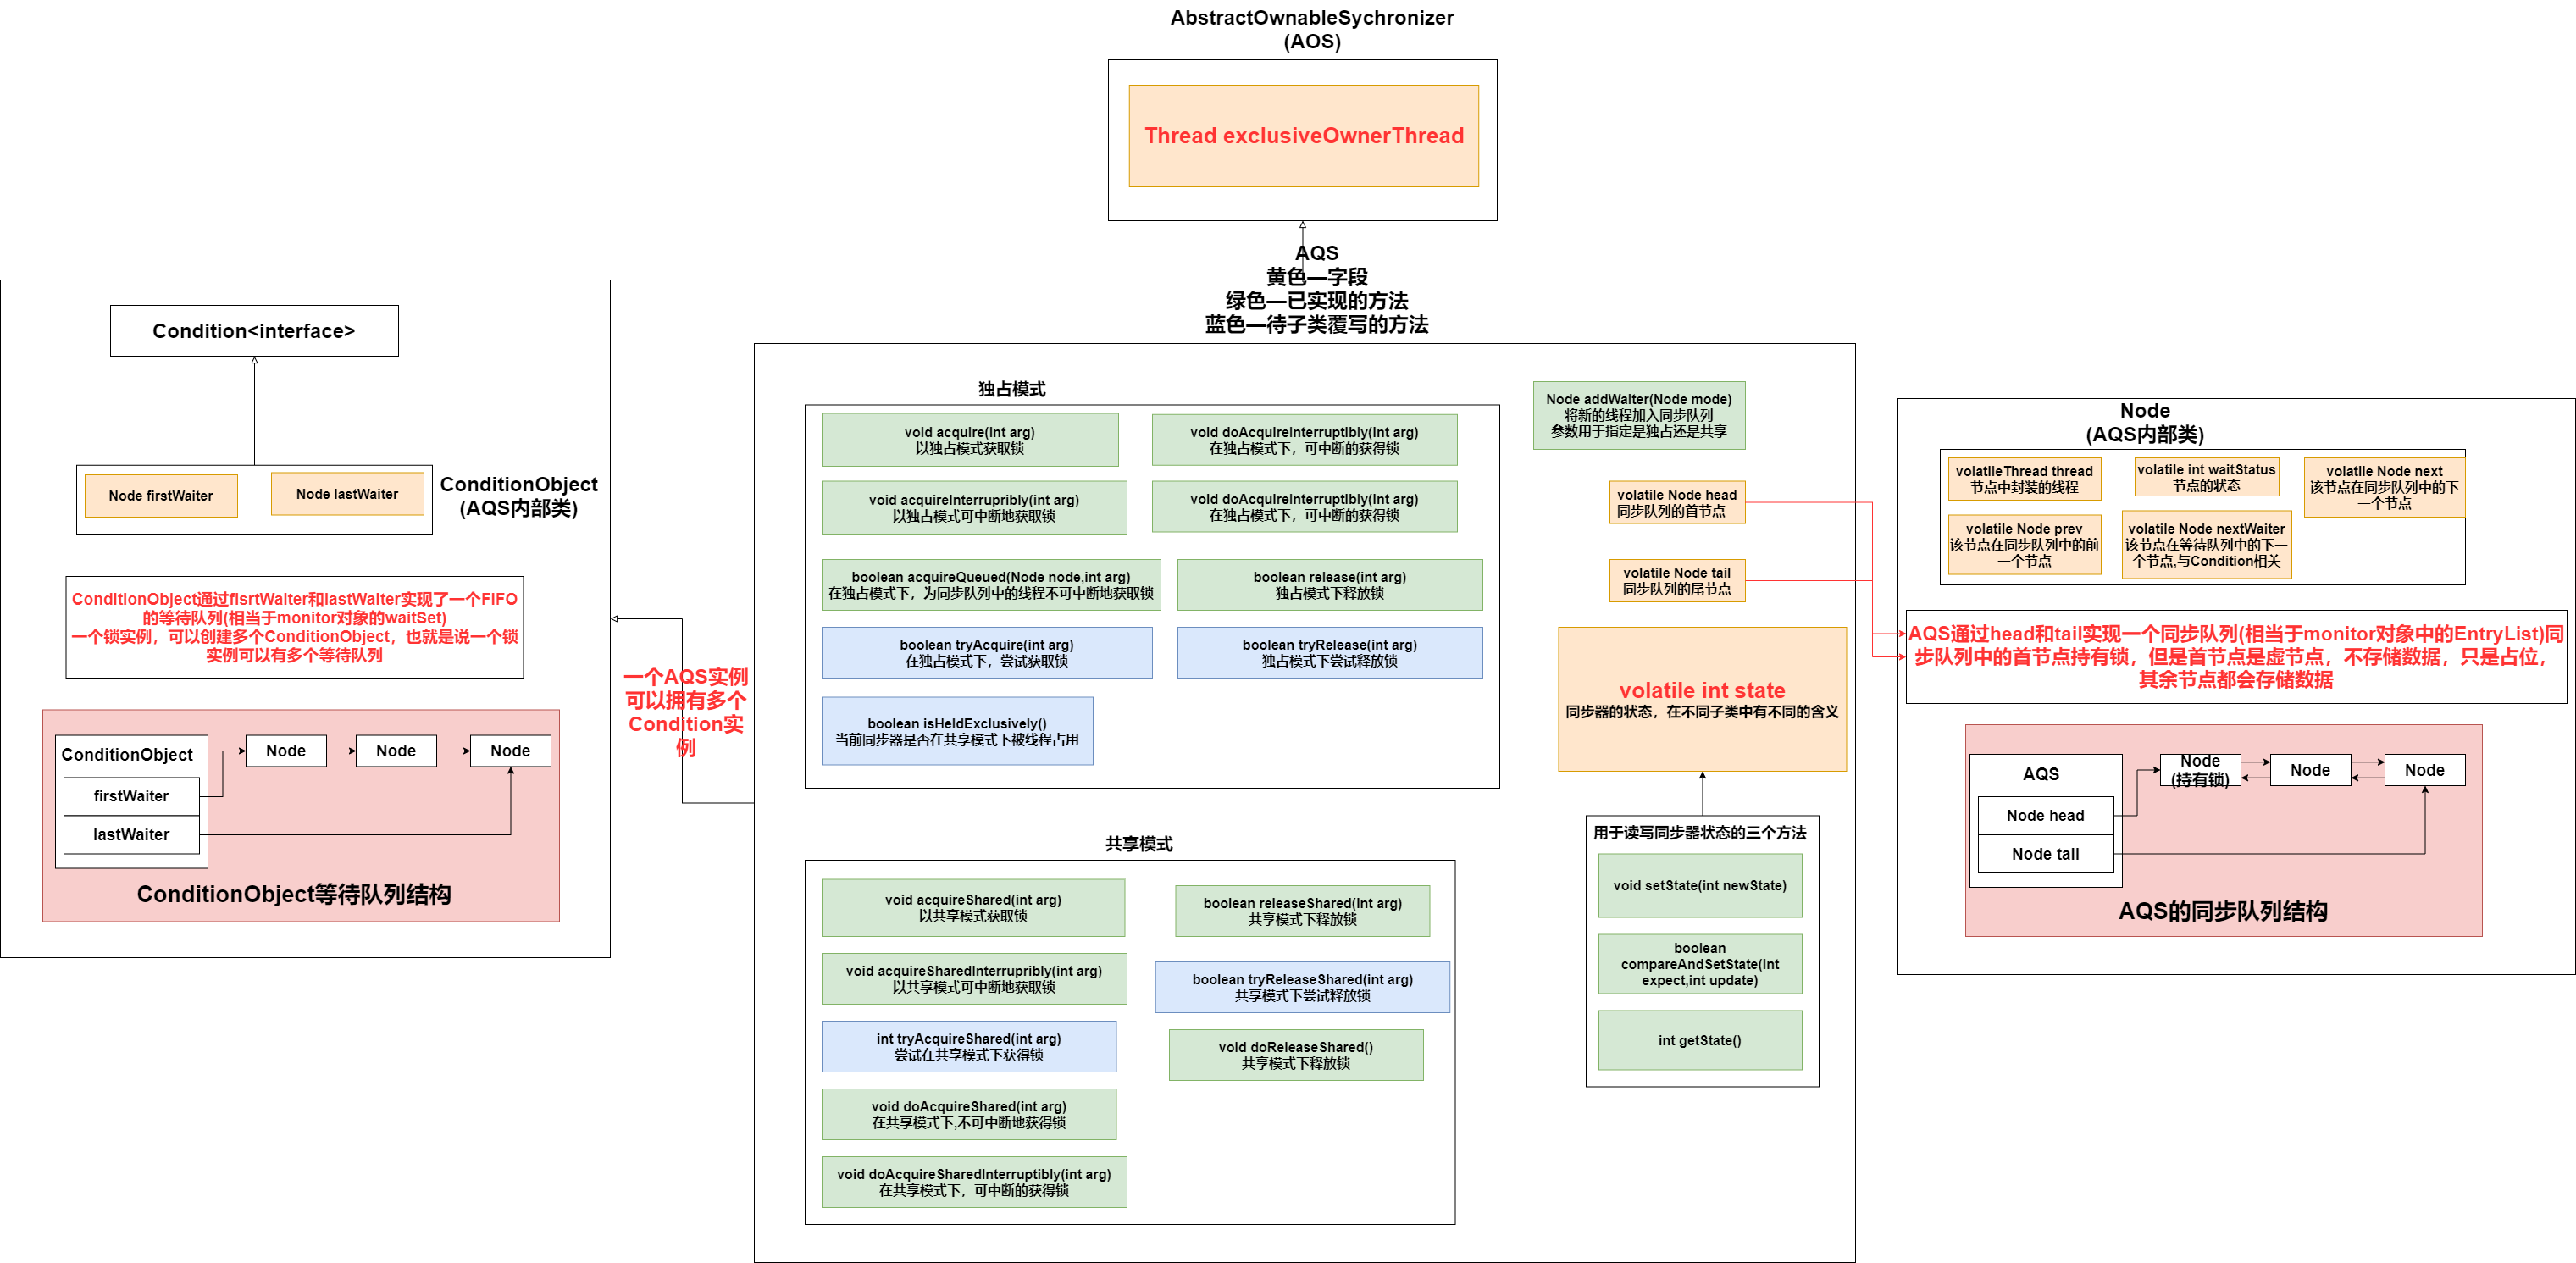 AbstractOwnableSychronizer
(AOS)
Thread exclusiveOwnerThread
AQS
黄色—字段
绿色—已实现的方法
蓝色—待子类覆写的方法
Condition<interface>
Node firstWaiter
Node lastWaiter
ConditionObject
(AQS内部类)
ConditionObject通过fisrtWaiter和lastWaiter实现了一个FIFO
的等待队列(相当于monitor对象的waitSet)
一个锁实例，可以创建多个ConditionObject，也就是说一个锁
实例可以有多个等待队列
ConditionObject
firstWaiter
lastWaiter
Node
Node
Node
ConditionObject等待队列结构
一个AQS实例
可以拥有多个
Condition实
例
独占模式
void acquire(int arg)
以独占模式获取锁
void doAcquireInterruptibly(int arg)
在独占模式下，可中断的获得锁
void acquireInterrupribly(int arg)
以独占模式可中断地获取锁
void doAcquireInterruptibly(int arg)
在独占模式下，可中断的获得锁
boolean acquireQueued(Node node,int arg)
在独占模式下，为同步队列中的线程不可中断地获取锁
boolean release(int arg)
独占模式下释放锁
boolean tryAcquire(int arg)
在独占模式下，尝试获取锁
boolean tryRelease(int arg)
独占模式下尝试释放锁
boolean isHeldExclusively()
当前同步器是否在共享模式下被线程占用
共享模式
void acquireShared(int arg)
以共享模式获取锁
boolean releaseShared(int arg)
共享模式下释放锁
void acquireSharedInterrupribly(int arg)
以共享模式可中断地获取锁
boolean tryReleaseShared(int arg)
共享模式下尝试释放锁
int tryAcquireShared(int arg)
尝试在共享模式下获得锁
void doReleaseShared()
共享模式下释放锁
void doAcquireShared(int arg)
在共享模式下,不可中断地获得锁
void doAcquireSharedInterruptibly(int arg)
在共享模式下，可中断的获得锁
Node addWaiter(Node mode)
将新的线程加入同步队列
参数用于指定是独占还是共享
volatile Node head
同步队列的首节点
volatile Node tail
同步队列的尾节点
volatile int state
同步器的状态，在不同子类中有不同的含义
用于读写同步器状态的三个方法
void setState(int newState)
boolean
compareAndSetState(int
expect,int update)
int getState()
Node
(AQS内部类)
volatileThread thread
节点中封装的线程
volatile int waitStatus
节点的状态
volatile Node next
该节点在同步队列中的下
一个节点
volatile Node prev
该节点在同步队列中的前
一个节点
volatile Node nextWaiter
该节点在等待队列中的下一
个节点,与Condition相关
AQS通过head和tail实现一个同步队列(相当于monitor对象中的EntryList)同
步队列中的首节点持有锁，但是首节点是虚节点，不存储数据，只是占位，
其余节点都会存储数据
AQS
Node head
Node tail
Node
(持有锁)
Node
Node
AQS的同步队列结构